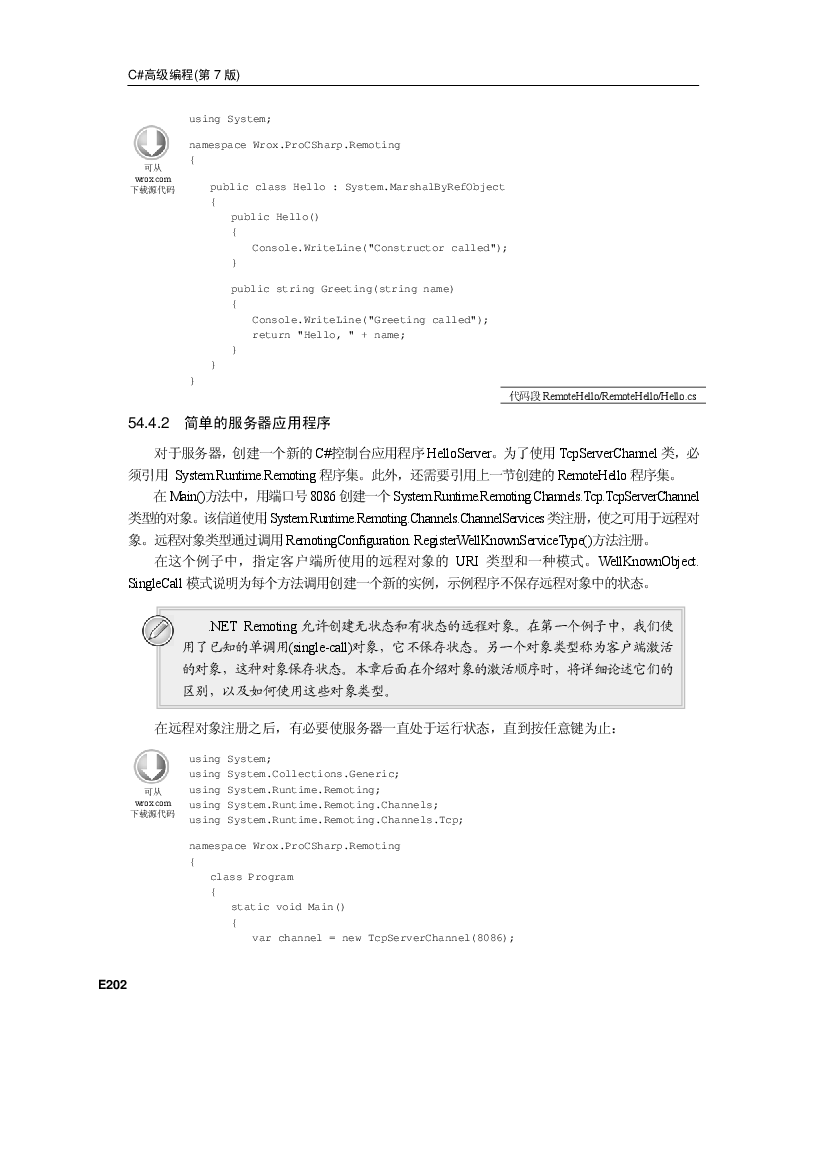 C#高级编程(第 7 版)
using System;
namespace Wrox.ProCSharp.Remoting
{
public class Hello : System.MarshalByRefObject
{
public Hello()
{
Console.WriteLine("Constructor called");
}
public string Greeting(string name)
{
Console.WriteLine("Greeting called");
return "Hello, " + name;
}
}
}
可从
wrox.com
下载源代码
代码段 RemoteHello/RemoteHello/Hello.cs
54.4.2 简单的服务器应用程序
对于服务器，创建一个新的 C#控制台应用程序 HelloServer。为了使用 TcpServerChannel 类，必
须引用 System.Runtime.Remoting 程序集。此外，还需要引用上一节创建的 RemoteHello 程序集。
在 Main()方法中，用端口号 8086 创建一个 System.Runtime.Remoting.Channels.Tcp.TcpServerChannel
类型的对象。该信道使用 System.Runtime.Remoting.Channels.ChannelServices 类注册，使之可用于远程对
象。远程对象类型通过调用 RemotingConfiguration. RegisterWellKnownServiceType()方法注册。
在这个例子中，指定客户端所使用的远程对象的 URI 类型和一种模式。WellKnownObject.
SingleCall 模式说明为每个方法调用创建一个新的实例，示例程序不保存远程对象中的状态。
.NET Remoting 允许创建无状态和有状态的远程对象。在第一个例子中，我们使
用了已知的单调用(single-call)对象，它不保存状态。另一个对象类型称为客户端激活
的对象，这种对象保存状态。本章后面在介绍对象的激活顺序时，将详细论述它们的
区别，以及如何使用这些对象类型。
在远程对象注册之后，有必要使服务器一直处于运行状态，直到按任意键为止：
可从
wrox.com
下载源代码
using System;
using System.Collections.Generic;
using System.Runtime.Remoting;
using System.Runtime.Remoting.Channels;
using System.Runtime.Remoting.Channels.Tcp;
namespace Wrox.ProCSharp.Remoting
{
class Program
{
static void Main()
{
var channel = new TcpServerChannel(8086);
E202